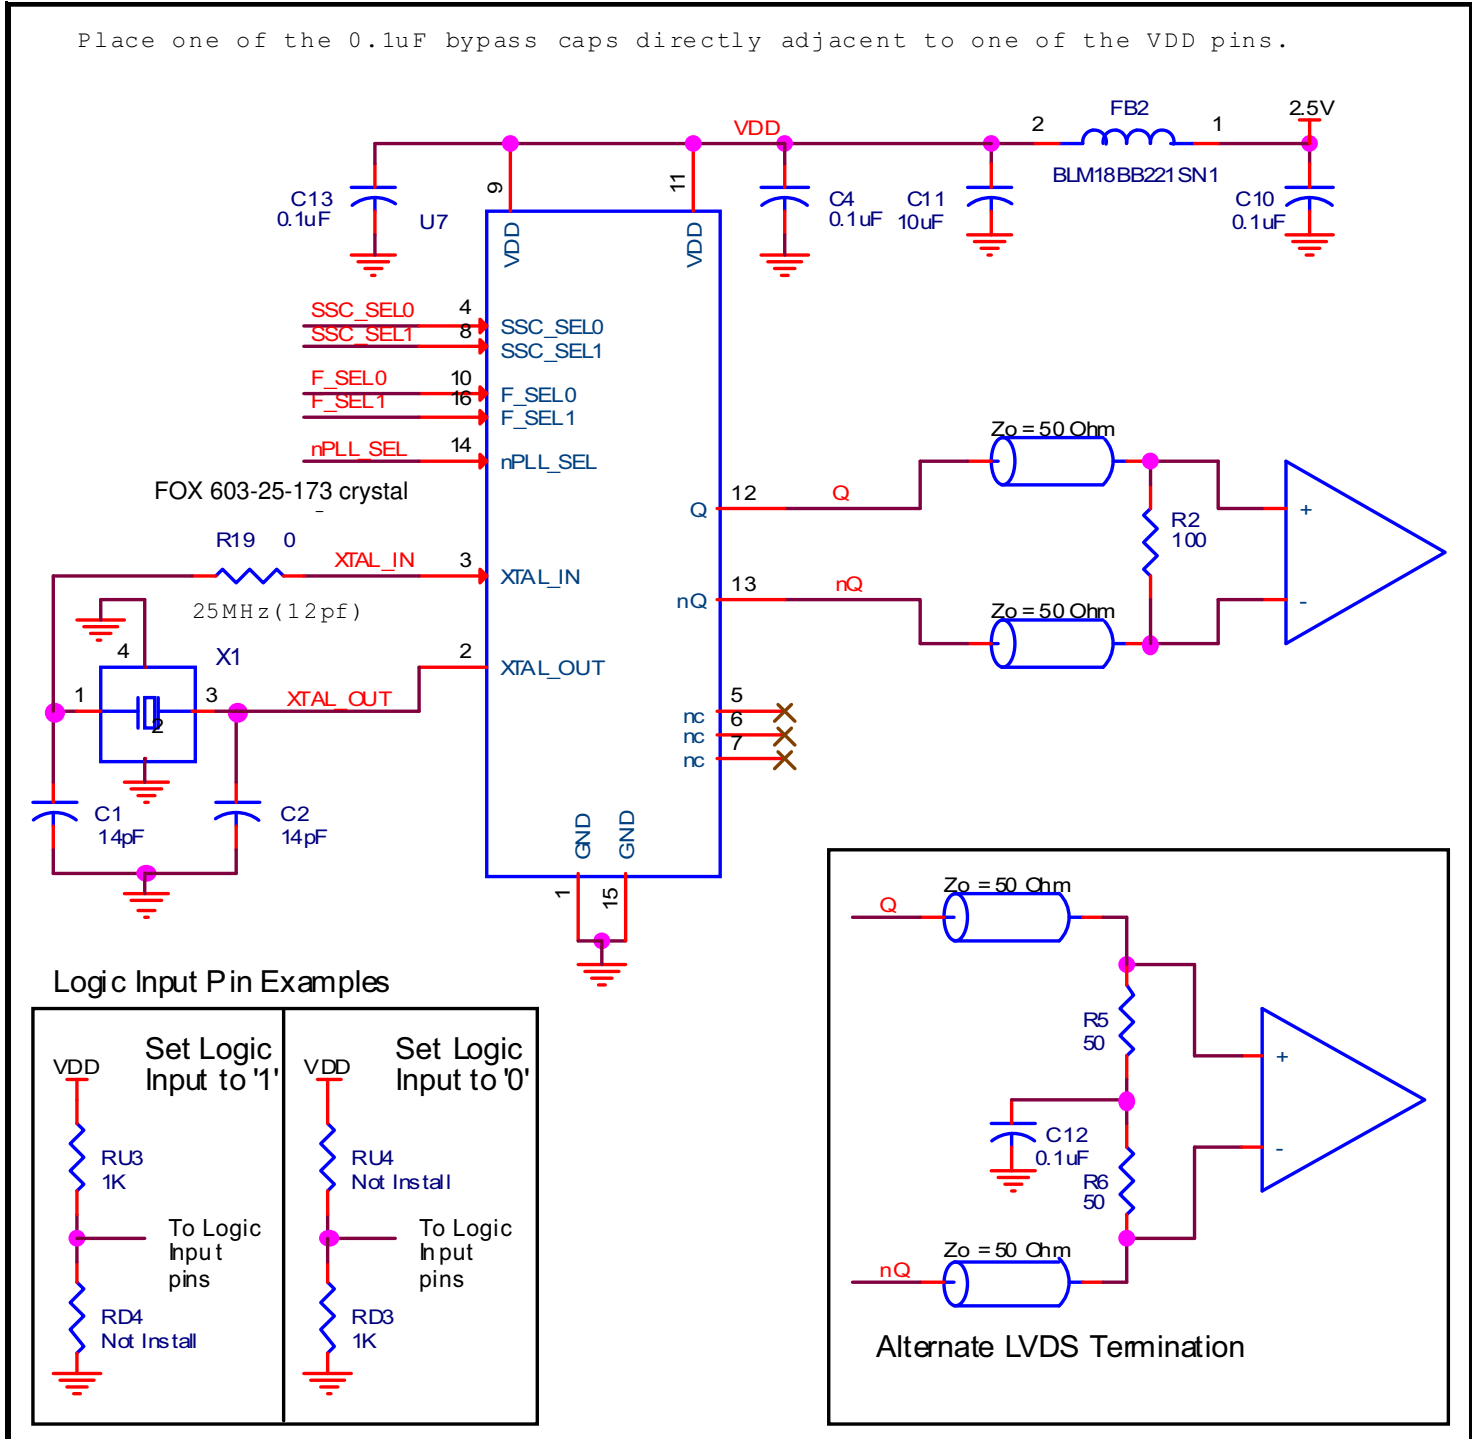 Place one of the 0.1uF bypass caps directly adjacent to one of the VDD pins.
FB2
2.5V
VDD
2
1
BLM18BB221SN1
9
11
C13
0.1uF
U7
C4
0.1uF
C11
10uF
C10
0.1uF
VDD
VDD
SSC_SEL0
4
SSC_SEL0
SSC_SEL1
8
SSC_SEL1
F_SEL0
10
F_SEL0
F_SEL1
16
F_SEL1
nPLL_SEL
14
nPLL_SEL
FOX 603-25-173 crystal
Zo = 50 Ohm
Q
12
Q
+
R2
100
R19
0
XTAL_IN
3
XTAL_IN
25MHz(12pf)
nQ
13
nQ
Zo = 50 Ohm
-
4
X1
2
XTAL_OUT
1
3
XTAL_OUT
2
nc
5
nc
6
nc
7
C1
14pF
C2
14pF
GND
GND
1
15
Logic Input Pin Examples
VDD
Set Logic
Input to '1'
RU3
1K
To Logic
Input
pins
RD4
Not Install
VDD
Set Logic
Input to '0'
RU4
Not Install
To Logic
Input
pins
RD3
1K
Zo = 50 Ohm
Q
R5
50
+
C12
0.1uF
R6
50
-
Zo = 50 Ohm
nQ
Alternate LVDS Termination